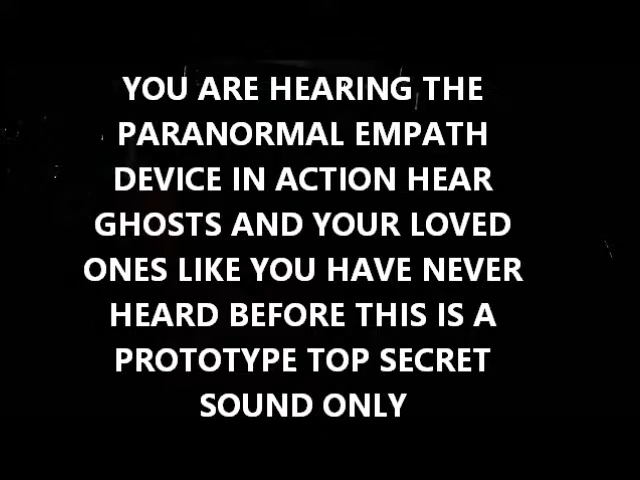 YOU ARE HEARING THE
PARANORMAL EMPATH
DEVICE IN ACTION HEAR
GHOSTS AND YOUR LOVED
ONES LIKE YOU HAVE NEVER
HEARD BEFORE THIS IS A
PROTOTYPE TOP SECRET
SOUND ONLY